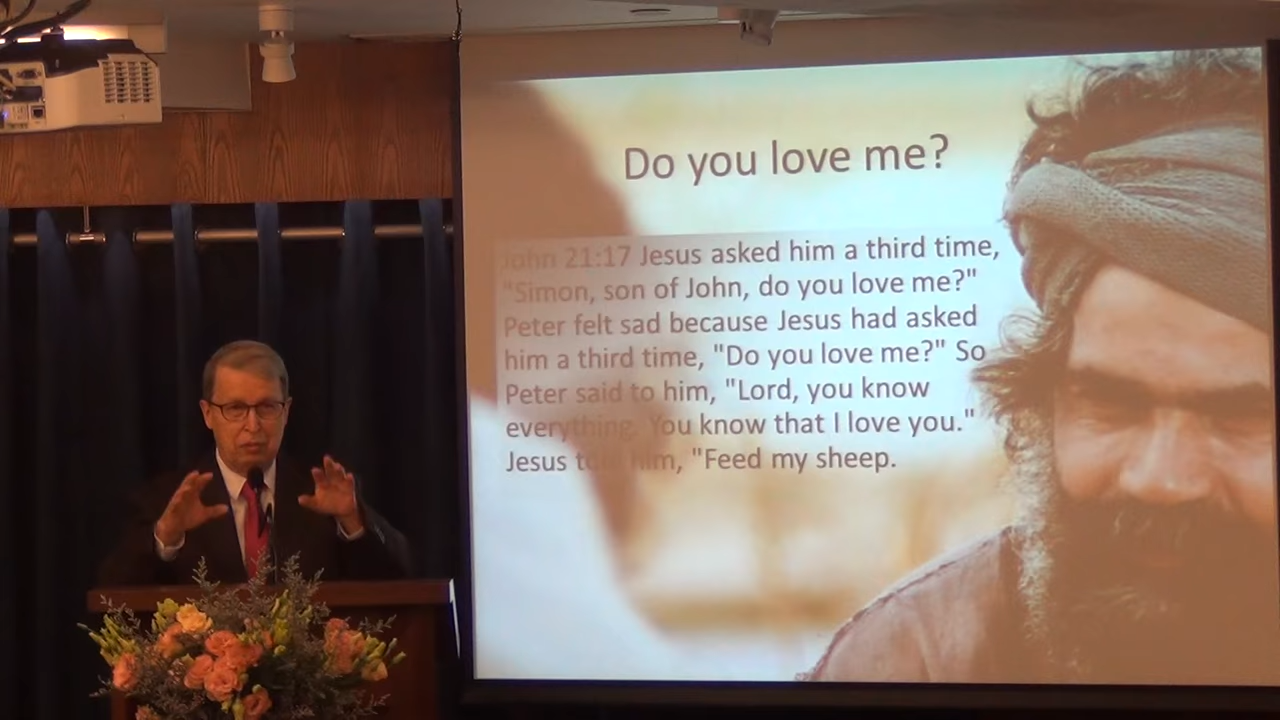 Do you love me?
John 21:17 Jesus asked him a third time,
"Simon, son of John, do you love me?"
Peter felt sad because Jesus had asked
him a third time, "Do you love me?" So
Peter said to him, "Lord, you know
everything. You know that I love you."
Jesus told him, "Feed my sheep.